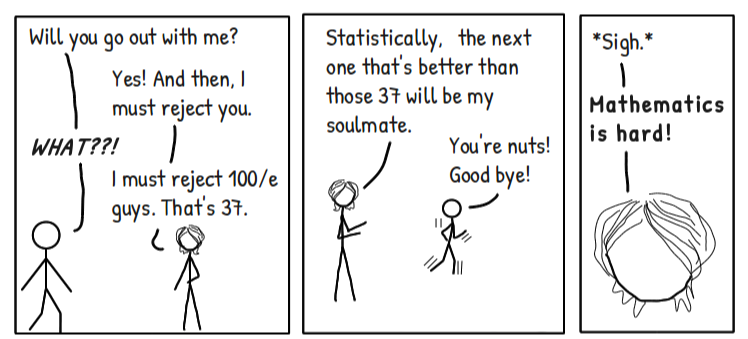 Will you go out with me?
Yes! And then, I
must reject you.
WHAT??!
I must reject 100/e
guys. That's 37.
Statistically, the next
one that's better than
those 37 will be my
soulmate.
You're nuts!
Good bye!
*Sigh.*
Mathematics
is hard!